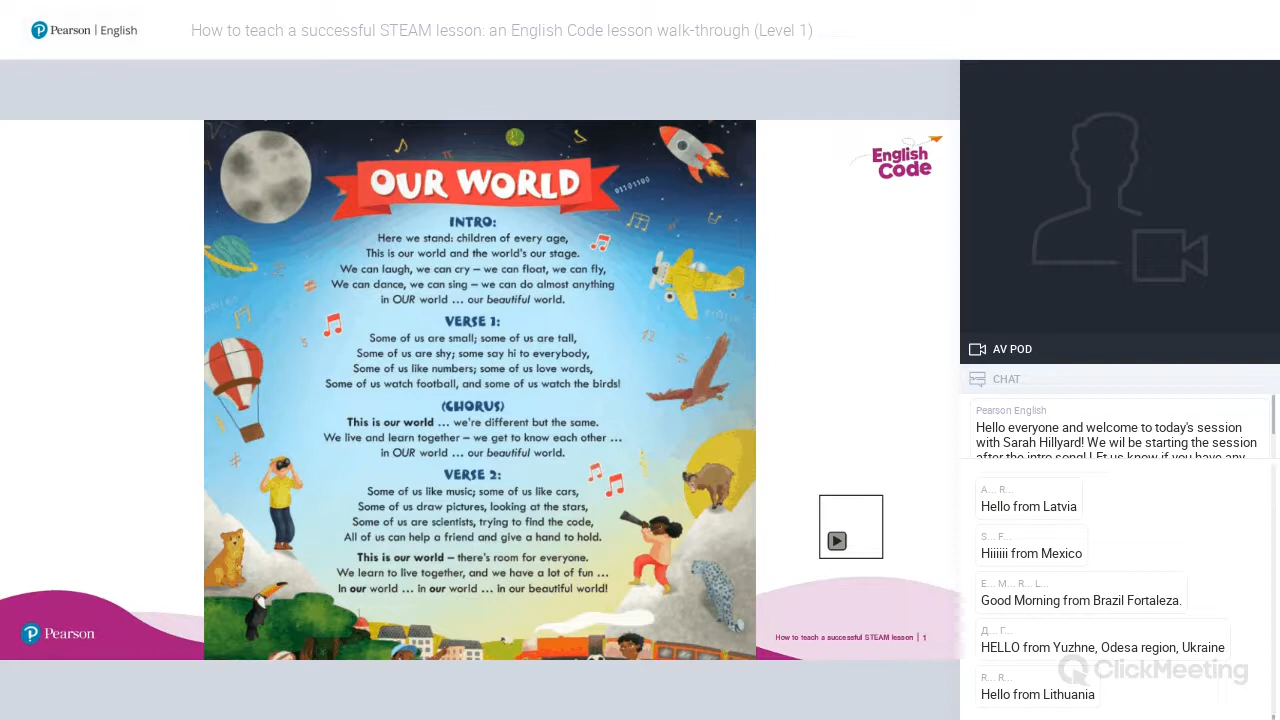 Pearson | English
How to teach a successful STEAM lesson: an English Code lesson walk-through (Level 1)
OUR WORLD
01101100
INTRO:
Here we stand: children of every age,
This is our world and the world's our stage.
We can laugh, we can cry – we can float, we can fly,
We can dance, we can sing – we can do almost anything
in OUR world ... our beautiful world.
VERSE 1:
Some of us are small; some of us are tall,
Some of us are shy; some say hi to everybody,
Some of us like numbers; some of us love words,
Some of us watch football, and some of us watch the birds!
(CHORUS)
This is our world ... we're different but the same.
We live and learn together – we get to know each other ...
in OUR world ... our beautiful world.
VERSE 2:
Some of us like music; some of us like cars,
Some of us draw pictures, looking at the stars,
Some of us are scientists, trying to find the code,
All of us can help a friend and give a hand to hold.
This is our world – there's room for everyone.
We learn to live together, and we have a lot of fun ...
In our world ... in our world ... in our beautiful world!
English
Code
Pearson
How to teach a successful STEAM lesson | 1
AV POD
CHAT
Pearson English
Hello everyone and welcome to today's session
with Sarah Hillyard! We wil be starting the session
after the intro song! Let us know if you have any
A... R...
Hello from Latvia
S... F...
Hiiiiii from Mexico
E... M... R... L...
Good Morning from Brazil Fortaleza.
Д... Г...
HELLO from Yuzhne, Odesa region, Ukraine
R... R...
Hello from Lithuania
ClickMeeting